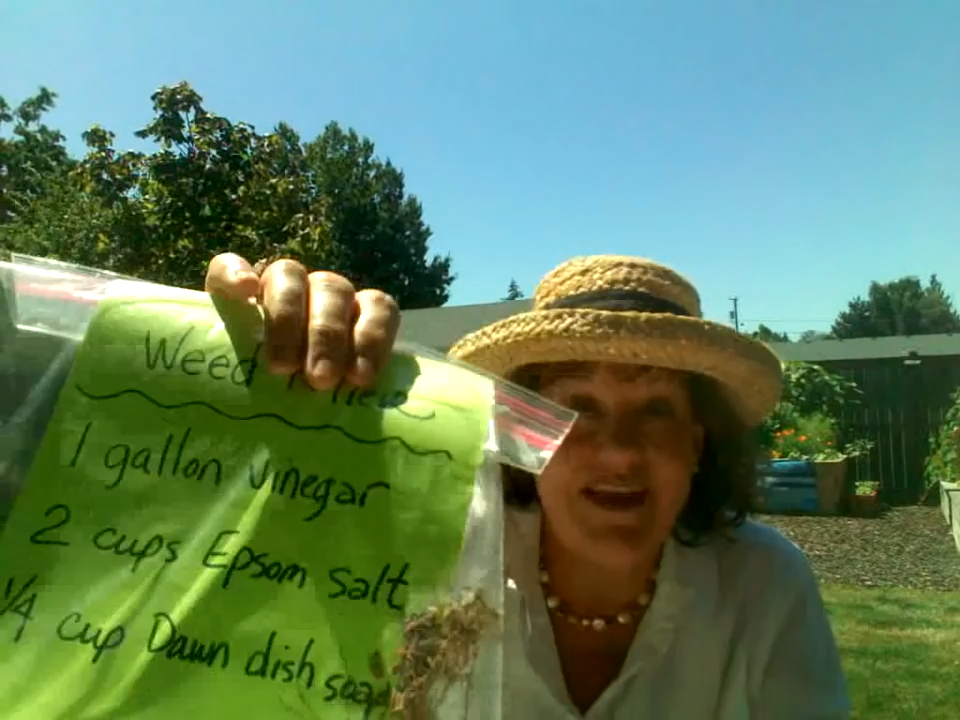 Weed
1 gallon vinegar
2 cups Epsom Salt
1/4 cup Dawn dish soap